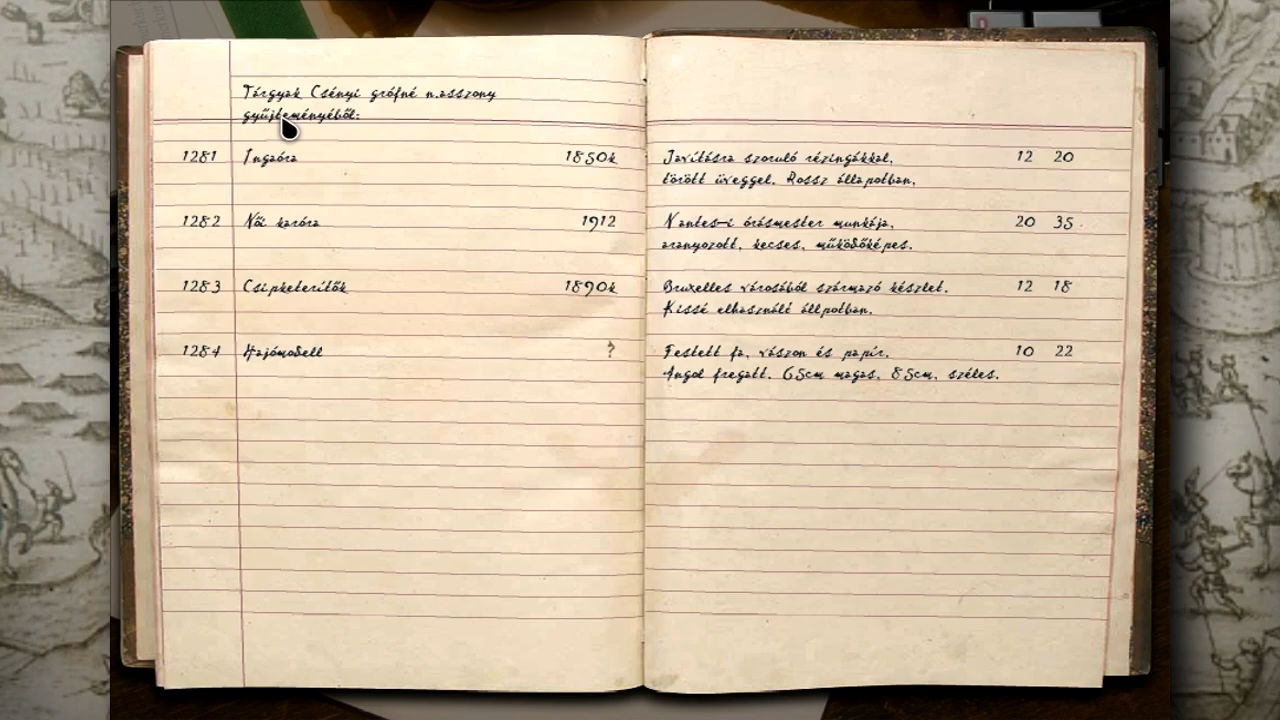 Tárgyak Csényi grófné n.asszony
gyűjteményéből:
1281 Ingaóra 1850k Javításra szoruló rézingákkal, 12 20
törött üveggel. Rossz állapotban.
1282 Női karóra 1912 Nantes-i órásmester munkája, 20 35
aranyozott, kecses, működőképes.
1283 Csipketerítők 1890k Bruxelles városából származó készlet. 12 18
Kissé elhasznált állpotban.
1284 Hajómodell ? Festett fa, vászon és papír. 10 22
Angol fregatt. 65cm magas, 85cm. széles.